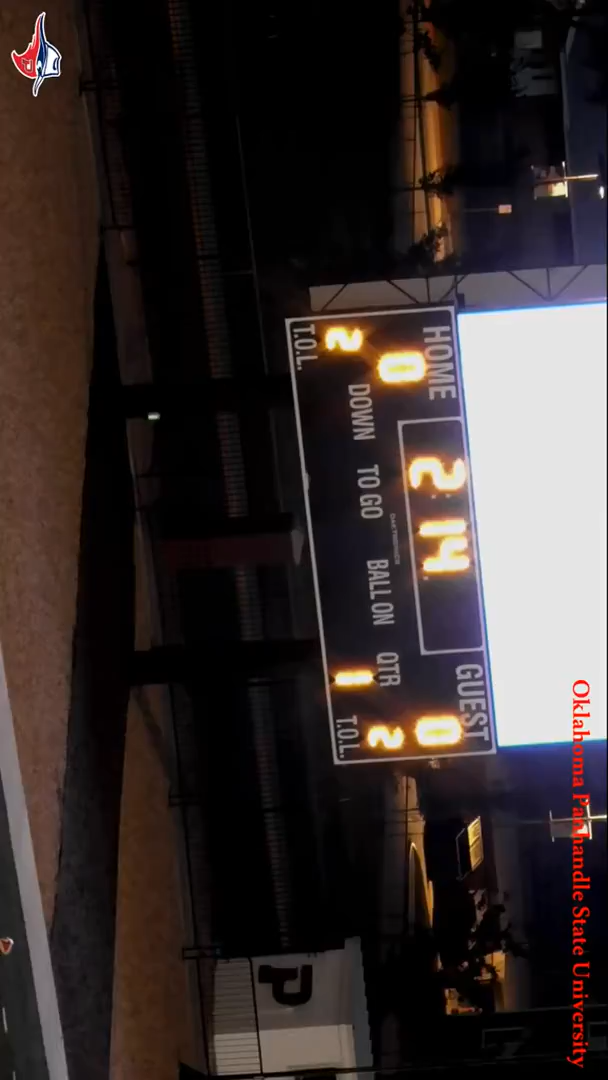 Oklahoma Panhandle State University
HOME 2:14 GUEST
0 0
DAKTRONICS
DOWN TO GO BALL ON QTR
2 1 2
T.O.L. T.O.L.
P